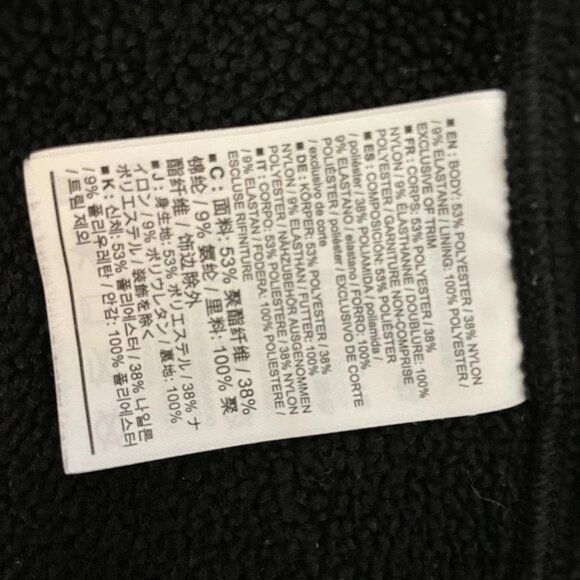 ■ EN : BODY: 53% POLYESTER / 38% NYLON
/ 9% ELASTANE / LINING: 100% POLYESTER /
EXCLUSIVE OF TRIM
■ FR : CORPS: 53% POLYESTER / 38%
NYLON / 9% ÉLASTHANNE / DOUBLURE: 100%
POLYESTER / GARNITURE NON-COMPRISE
■ ES : COMPOSICION: 53% POLIÉSTER
/ poliéster / 38% POLIAMIDA / poliamida /
9% ELASTANO / elastano / FORRO: 100%
POLIÉSTER / poliéster / EXCLUSIVO DE CORTE
/ exclusivo de corte
■ DE : KÖRPER: 53% POLYESTER / 38%
NYLON / 9% ELASTHAN / FUTTER: 100%
POLYESTER / NÄHZUBEHÖR AUSGENOMMEN
■ IT : CORPO: 53% POLIESTERE / 38% NYLON
/ 9% ELASTAN / FODERA: 100% POLIESTERE /
ESCLUSE RIFINITURE
■ C : 面料: 53% 聚酯纤维 / 38%
锦纶 / 9% 氨纶 / 里料: 100% 聚
酯纤维 / 饰边除外
■ J : 身生地: 53% ポリエステル / 38% ナ
イロン / 9% ポリウレタン / 裏地: 100%
ポリエステル / 装飾を除く
■ K : 신체: 53% 폴리에스터 / 38% 나일론
/ 9% 폴리우레탄 / 안감: 100% 폴리에스터
/ 트림 제외